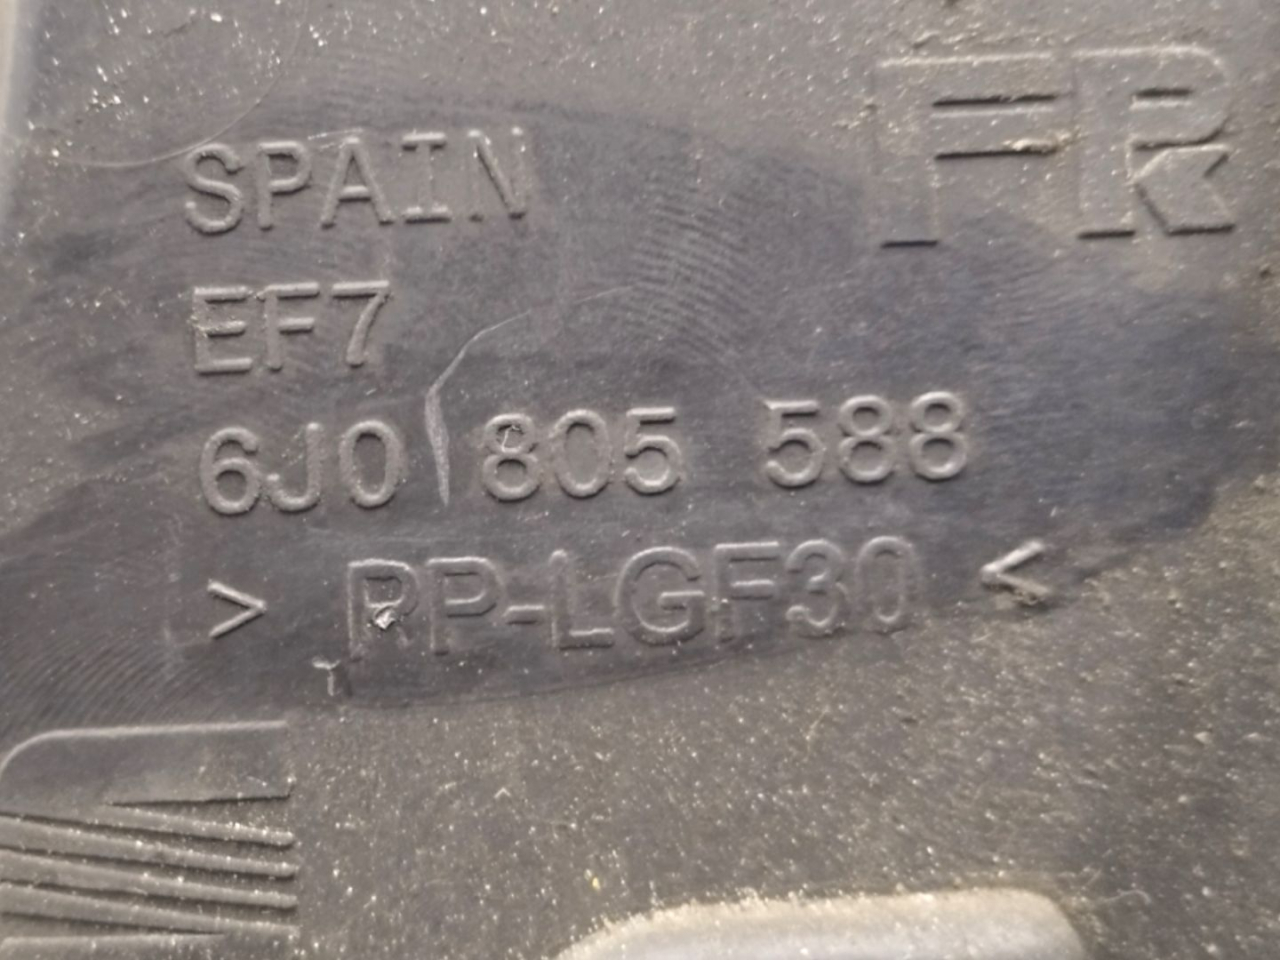 FR
SPAIN
EF7
6J0 805 588
> PP-LGF30 <